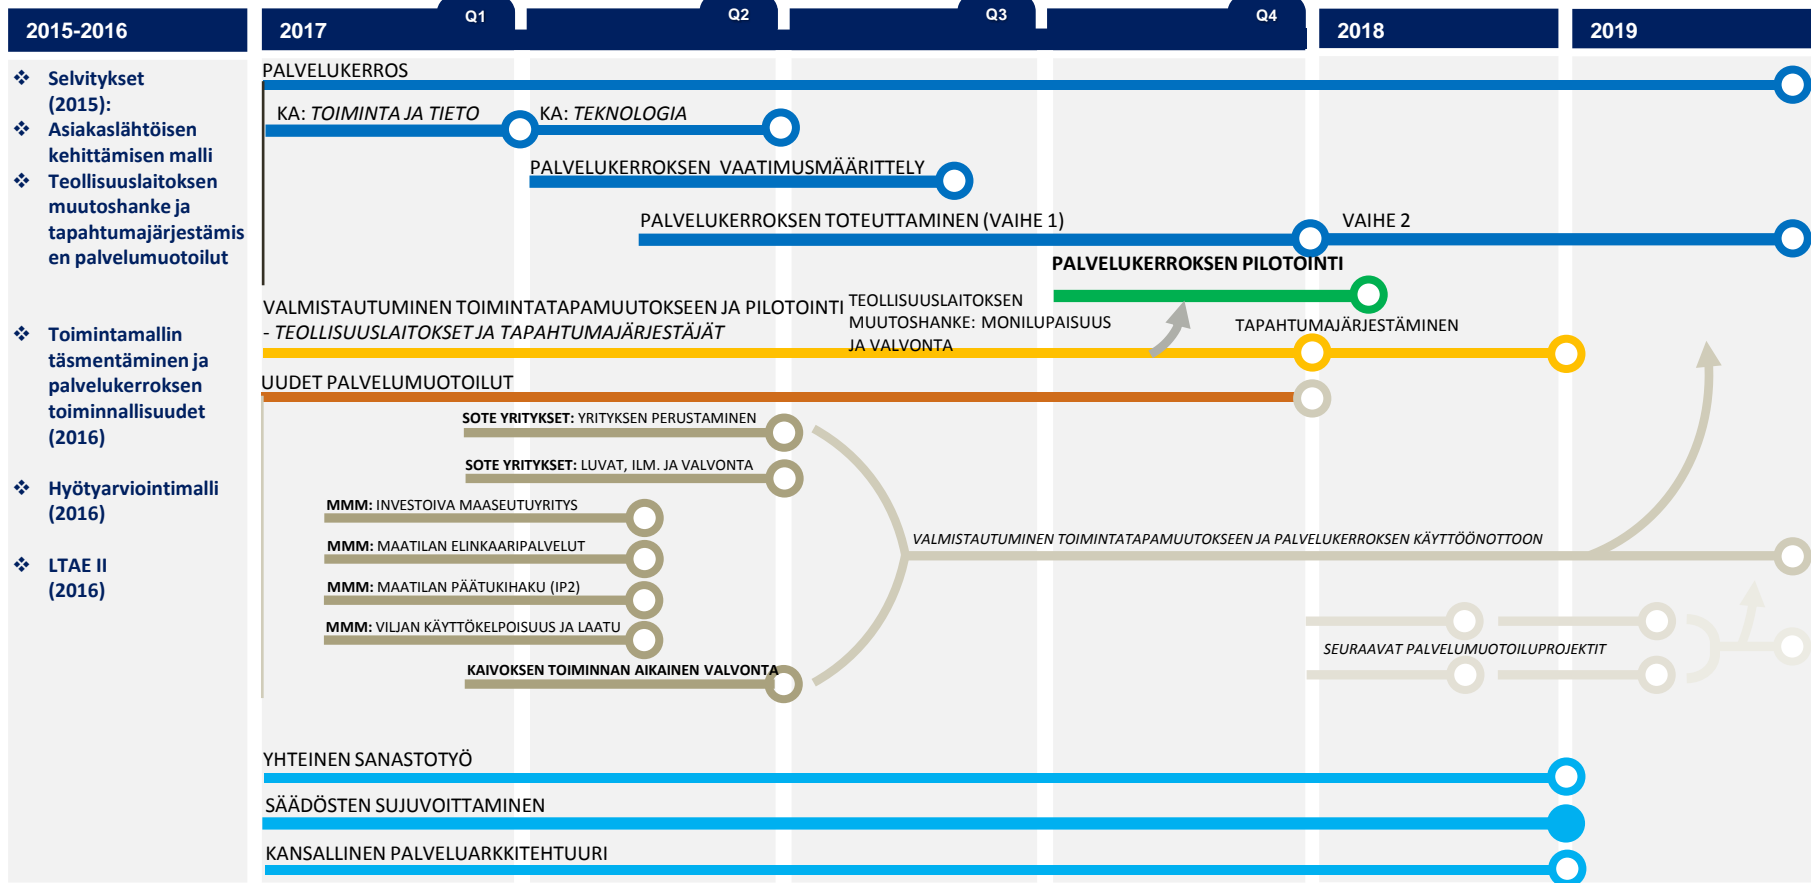 Q1
Q2
Q3
Q4
2015-2016
2017
2018
2019
❖ Selvitykset
(2015):
❖ Asiakaslähtöisen
kehittämisen malli
❖ Teollisuuslaitoksen
muutoshanke ja
tapahtumajärjestämis
en palvelumuotoilut
❖ Toimintamallin
täsmentäminen ja
palvelukerroksen
toiminnallisuudet
(2016)
❖ Hyötyarviointimalli
(2016)
❖ LTAE II
(2016)
PALVELUKERROS
KA: TOIMINTA JA TIETO
KA: TEKNOLOGIA
PALVELUKERROKSEN VAATIMUSMÄÄRITTELY
PALVELUKERROKSEN TOTEUTTAMINEN (VAIHE 1)
VAIHE 2
PALVELUKERROKSEN PILOTOINTI
VALMISTAUTUMINEN TOIMINTATAPAMUUTOKSEEN JA PILOTOINTI
- TEOLLISUUSLAITOKSET JA TAPAHTUMAJÄRJESTÄJÄT
TEOLLISUUSLAITOKSEN
MUUTOSHANKE: MONILUPAISUUS
JA VALVONTA
TAPAHTUMAJÄRJESTÄMINEN
UUDET PALVELUMUOTOILUT
SOTE YRITYKSET: YRITYKSEN PERUSTAMINEN
SOTE YRITYKSET: LUVAT, ILM. JA VALVONTA
MMM: INVESTOIVA MAASEUTUYRITYS
MMM: MAATILAN ELINKAARIPALVELUT
MMM: MAATILAN PÄÄTUKIHAKU (IP2)
MMM: VILJAN KÄYTTÖKELPOISUUS JA LAATU
KAIVOKSEN TOIMINNAN AIKAINEN VALVONTA
VALMISTAUTUMINEN TOIMINTATAPAMUUTOKSEEN JA PALVELUKERROKSEN KÄYTTÖÖNOTTOON
SEURAAVAT PALVELUMUOTOILUPROJEKTIT
YHTEINEN SANASTOTYÖ
SÄÄDÖSTEN SUJUVOITTAMINEN
KANSALLINEN PALVELUARKKITEHTUURI